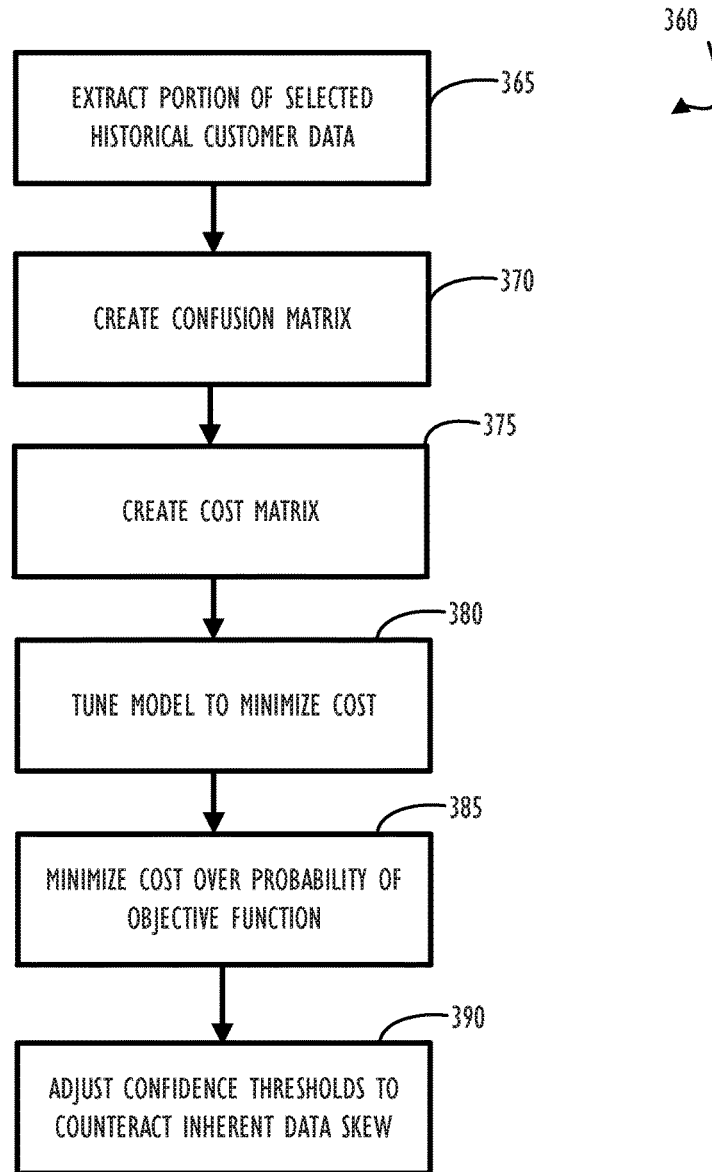 360
EXTRACT PORTION OF SELECTED
HISTORICAL CUSTOMER DATA
365
CREATE CONFUSION MATRIX
370
CREATE COST MATRIX
375
TUNE MODEL TO MINIMIZE COST
380
MINIMIZE COST OVER PROBABILITY OF
OBJECTIVE FUNCTION
385
ADJUST CONFIDENCE THRESHOLDS TO
COUNTERACT INHERENT DATA SKEW
390